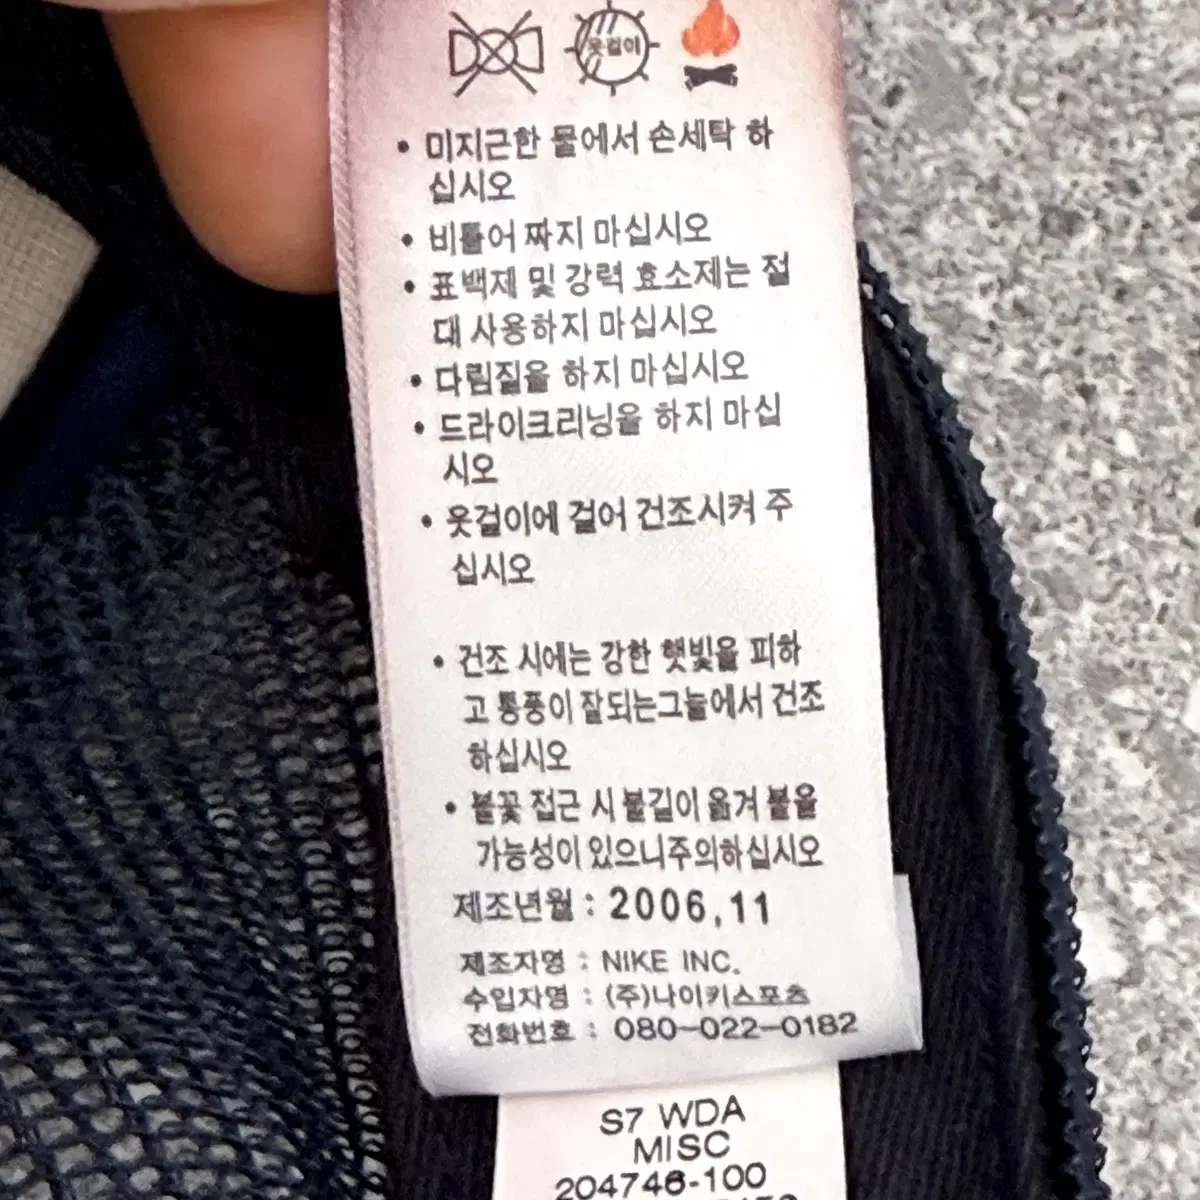 옷걸이
• 미지근한 물에서 손세탁 하
십시오
• 비틀어 짜지 마십시오
• 표백제 및 강력 효소제는 절
대 사용하지 마십시오
• 다림질을 하지 마십시오
• 드라이크리닝을 하지 마십
시오
• 옷걸이에 걸어 건조시켜 주
십시오
• 건조 시에는 강한 햇빛을 피하
고 통풍이 잘되는그늘에서 건조
하십시오
• 불꽃 접근 시 불길이 옮겨 붙을
가능성이 있으니주의하십시오
제조년월 : 2006.11
제조자명 : NIKE INC.
수입자명 : (주)나이키스포츠
전화번호 : 080-022-0182
S7 WDA
MISC
204746-100